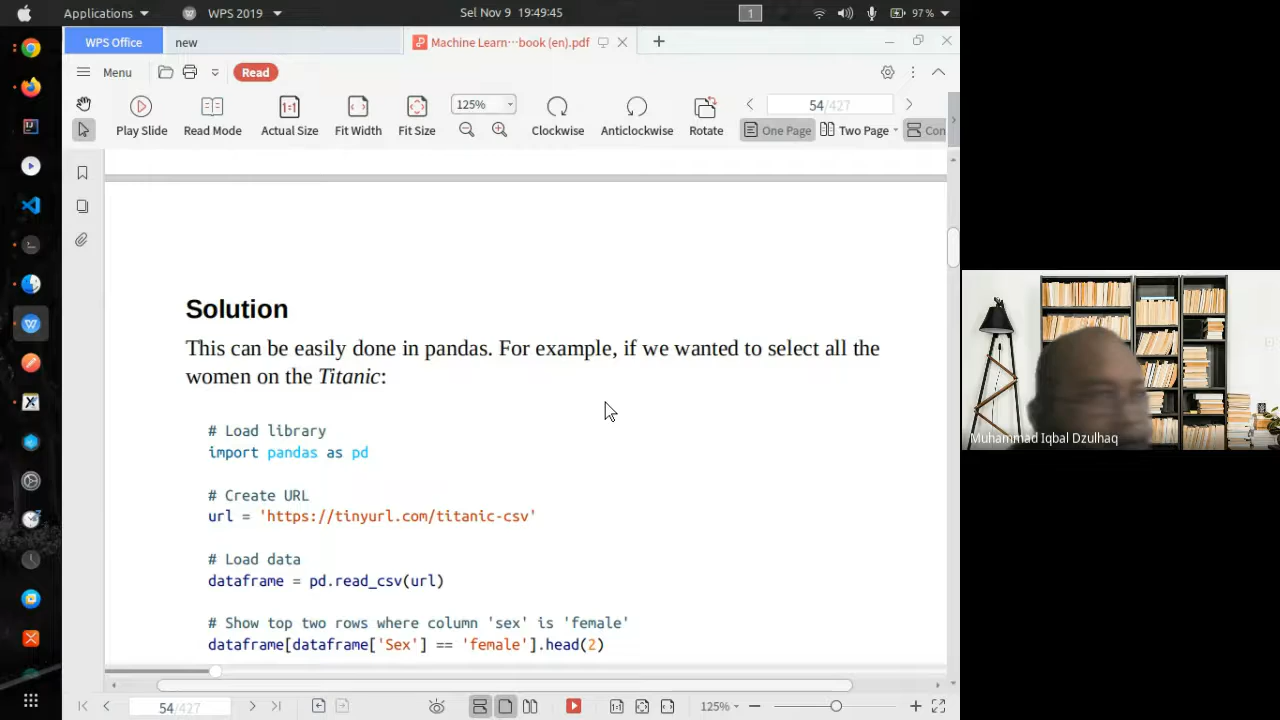 Applications
WPS 2019
Sel Nov 9 19:49:45
1
97 %
WPS Office
new
Machine Learn···book (en).pdf
Menu
Read
125%
54/427
Play Slide
Read Mode
Actual Size
Fit Width
Fit Size
Clockwise
Anticlockwise
Rotate
One Page
Two Page
Con
Solution
This can be easily done in pandas. For example, if we wanted to select all the
women on the Titanic:
# Load library
import pandas as pd
# Create URL
url = 'https://tinyurl.com/titanic-csv'
# Load data
dataframe = pd.read_csv(url)
# Show top two rows where column 'sex' is 'female'
dataframe[dataframe['Sex'] == 'female'].head(2)
Muhammad Iqbal Dzulhaq
54/427
125%